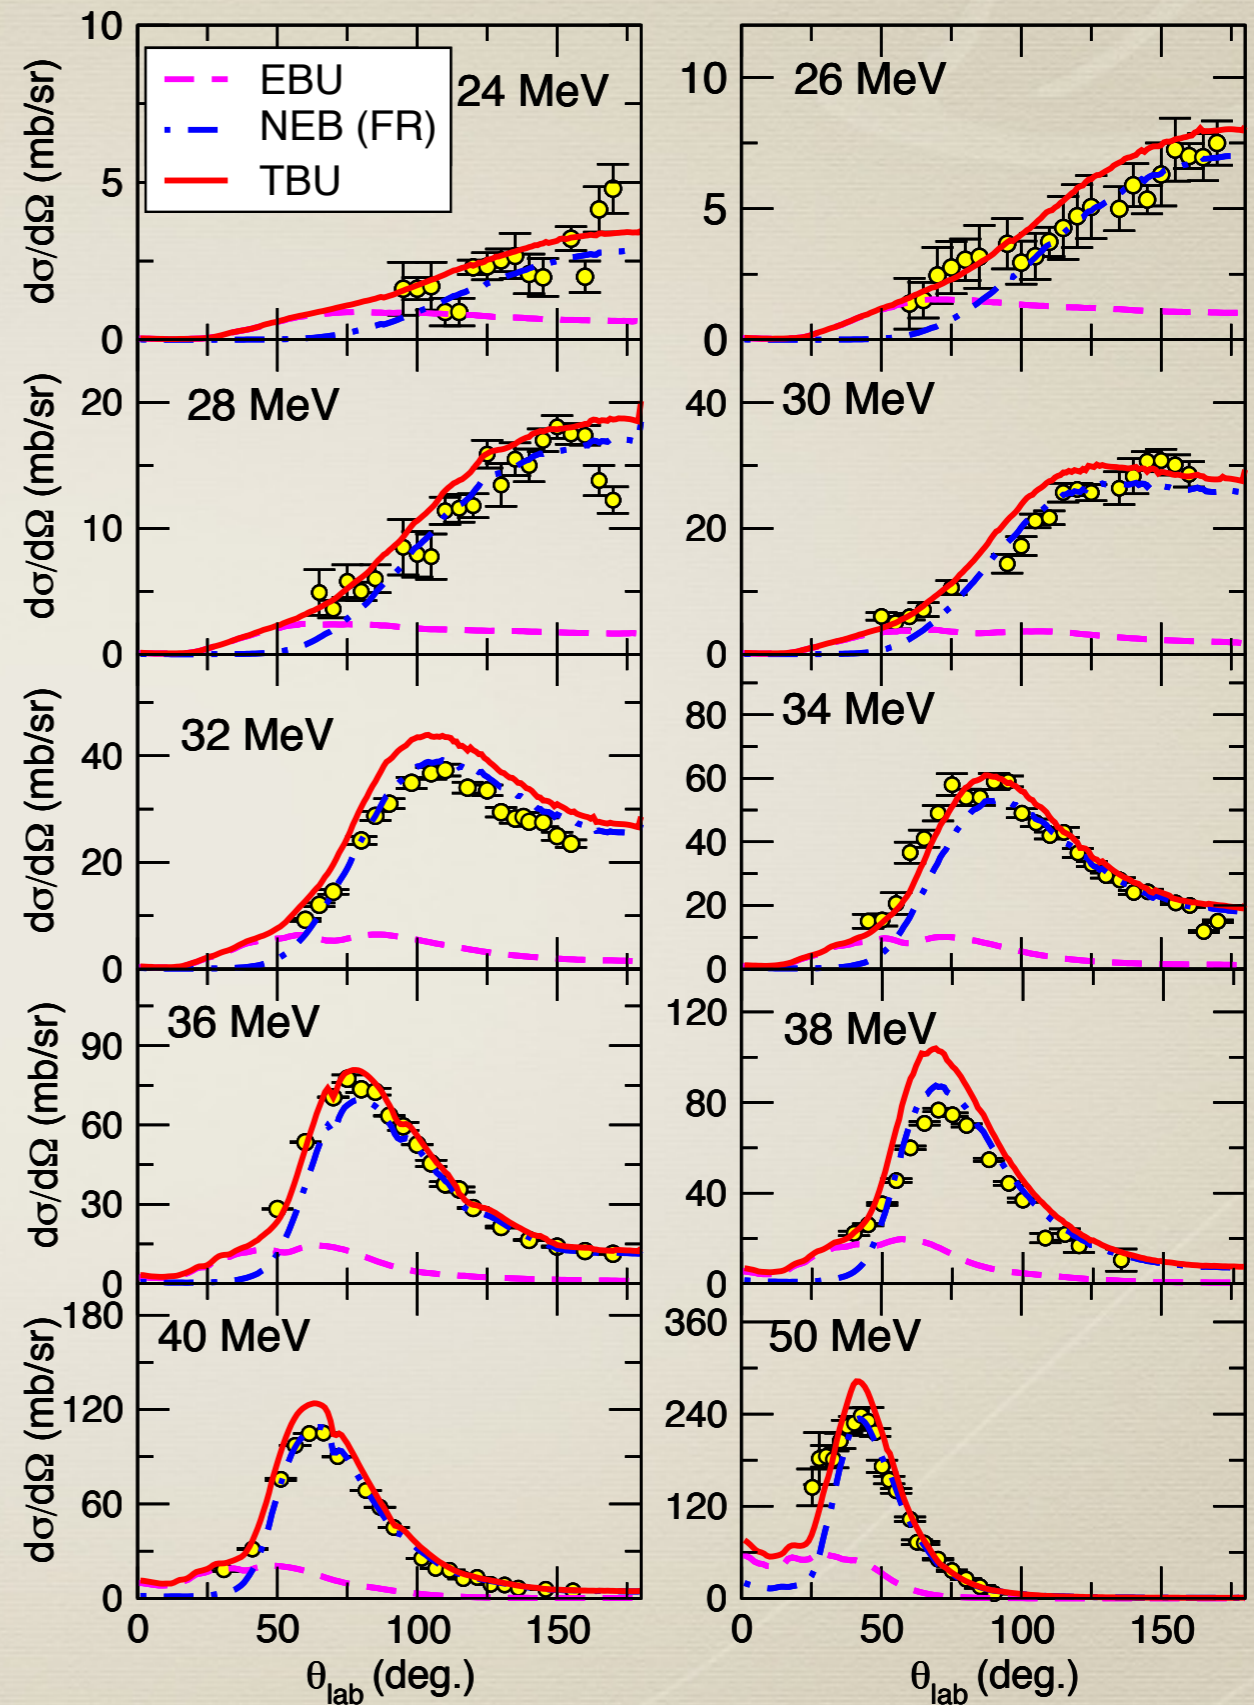 10
5
0
dσ/dΩ (mb/sr)
EBU
NEB (FR)
TBU
24 MeV
10
5
0
26 MeV
20
10
0
dσ/dΩ (mb/sr)
28 MeV
40
20
0
30 MeV
40
20
0
dσ/dΩ (mb/sr)
32 MeV
80
60
40
20
0
34 MeV
90
60
30
0
dσ/dΩ (mb/sr)
36 MeV
120
80
40
0
38 MeV
180
120
60
0
dσ/dΩ (mb/sr)
40 MeV
360
240
120
0
50 MeV
0 50 100 150
θlab (deg.)
0 50 100 150
θlab (deg.)